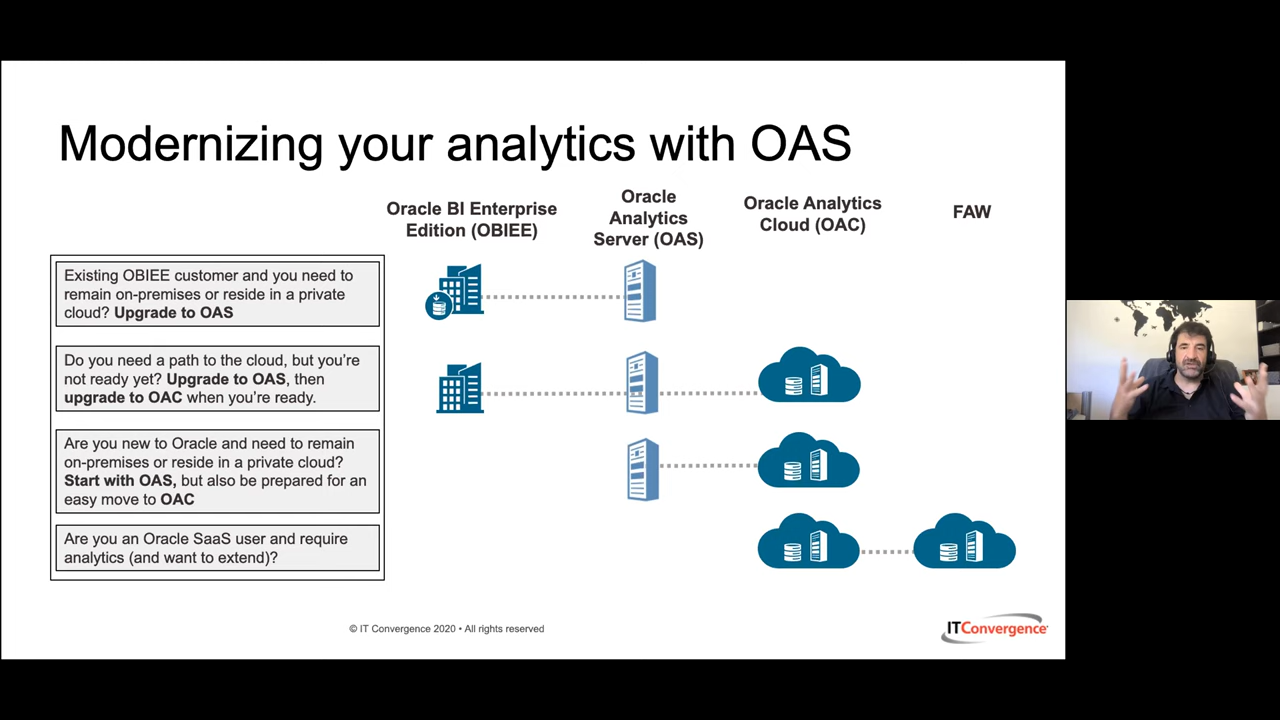 Modernizing your analytics with OAS
Oracle BI Enterprise
Edition (OBIEE)
Oracle
Analytics
Server (OAS)
Oracle Analytics
Cloud (OAC)
FAW
Existing OBIEE customer and you need to
remain on-premises or reside in a private
cloud? Upgrade to OAS
Do you need a path to the cloud, but you’re
not ready yet? Upgrade to OAS, then
upgrade to OAC when you’re ready.
Are you new to Oracle and need to remain
on-premises or reside in a private cloud?
Start with OAS, but also be prepared for an
easy move to OAC
Are you an Oracle SaaS user and require
analytics (and want to extend)?
© IT Convergence 2020 • All rights reserved
ITConvergence